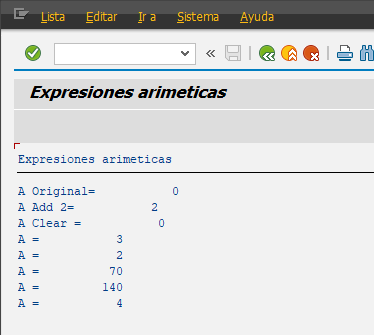 Lista Editar Ir a Sistema Ayuda
Expresiones arimeticas
Expresiones arimeticas
A Original= 0
A Add 2= 2
A Clear = 0
A = 3
A = 2
A = 70
A = 140
A = 4